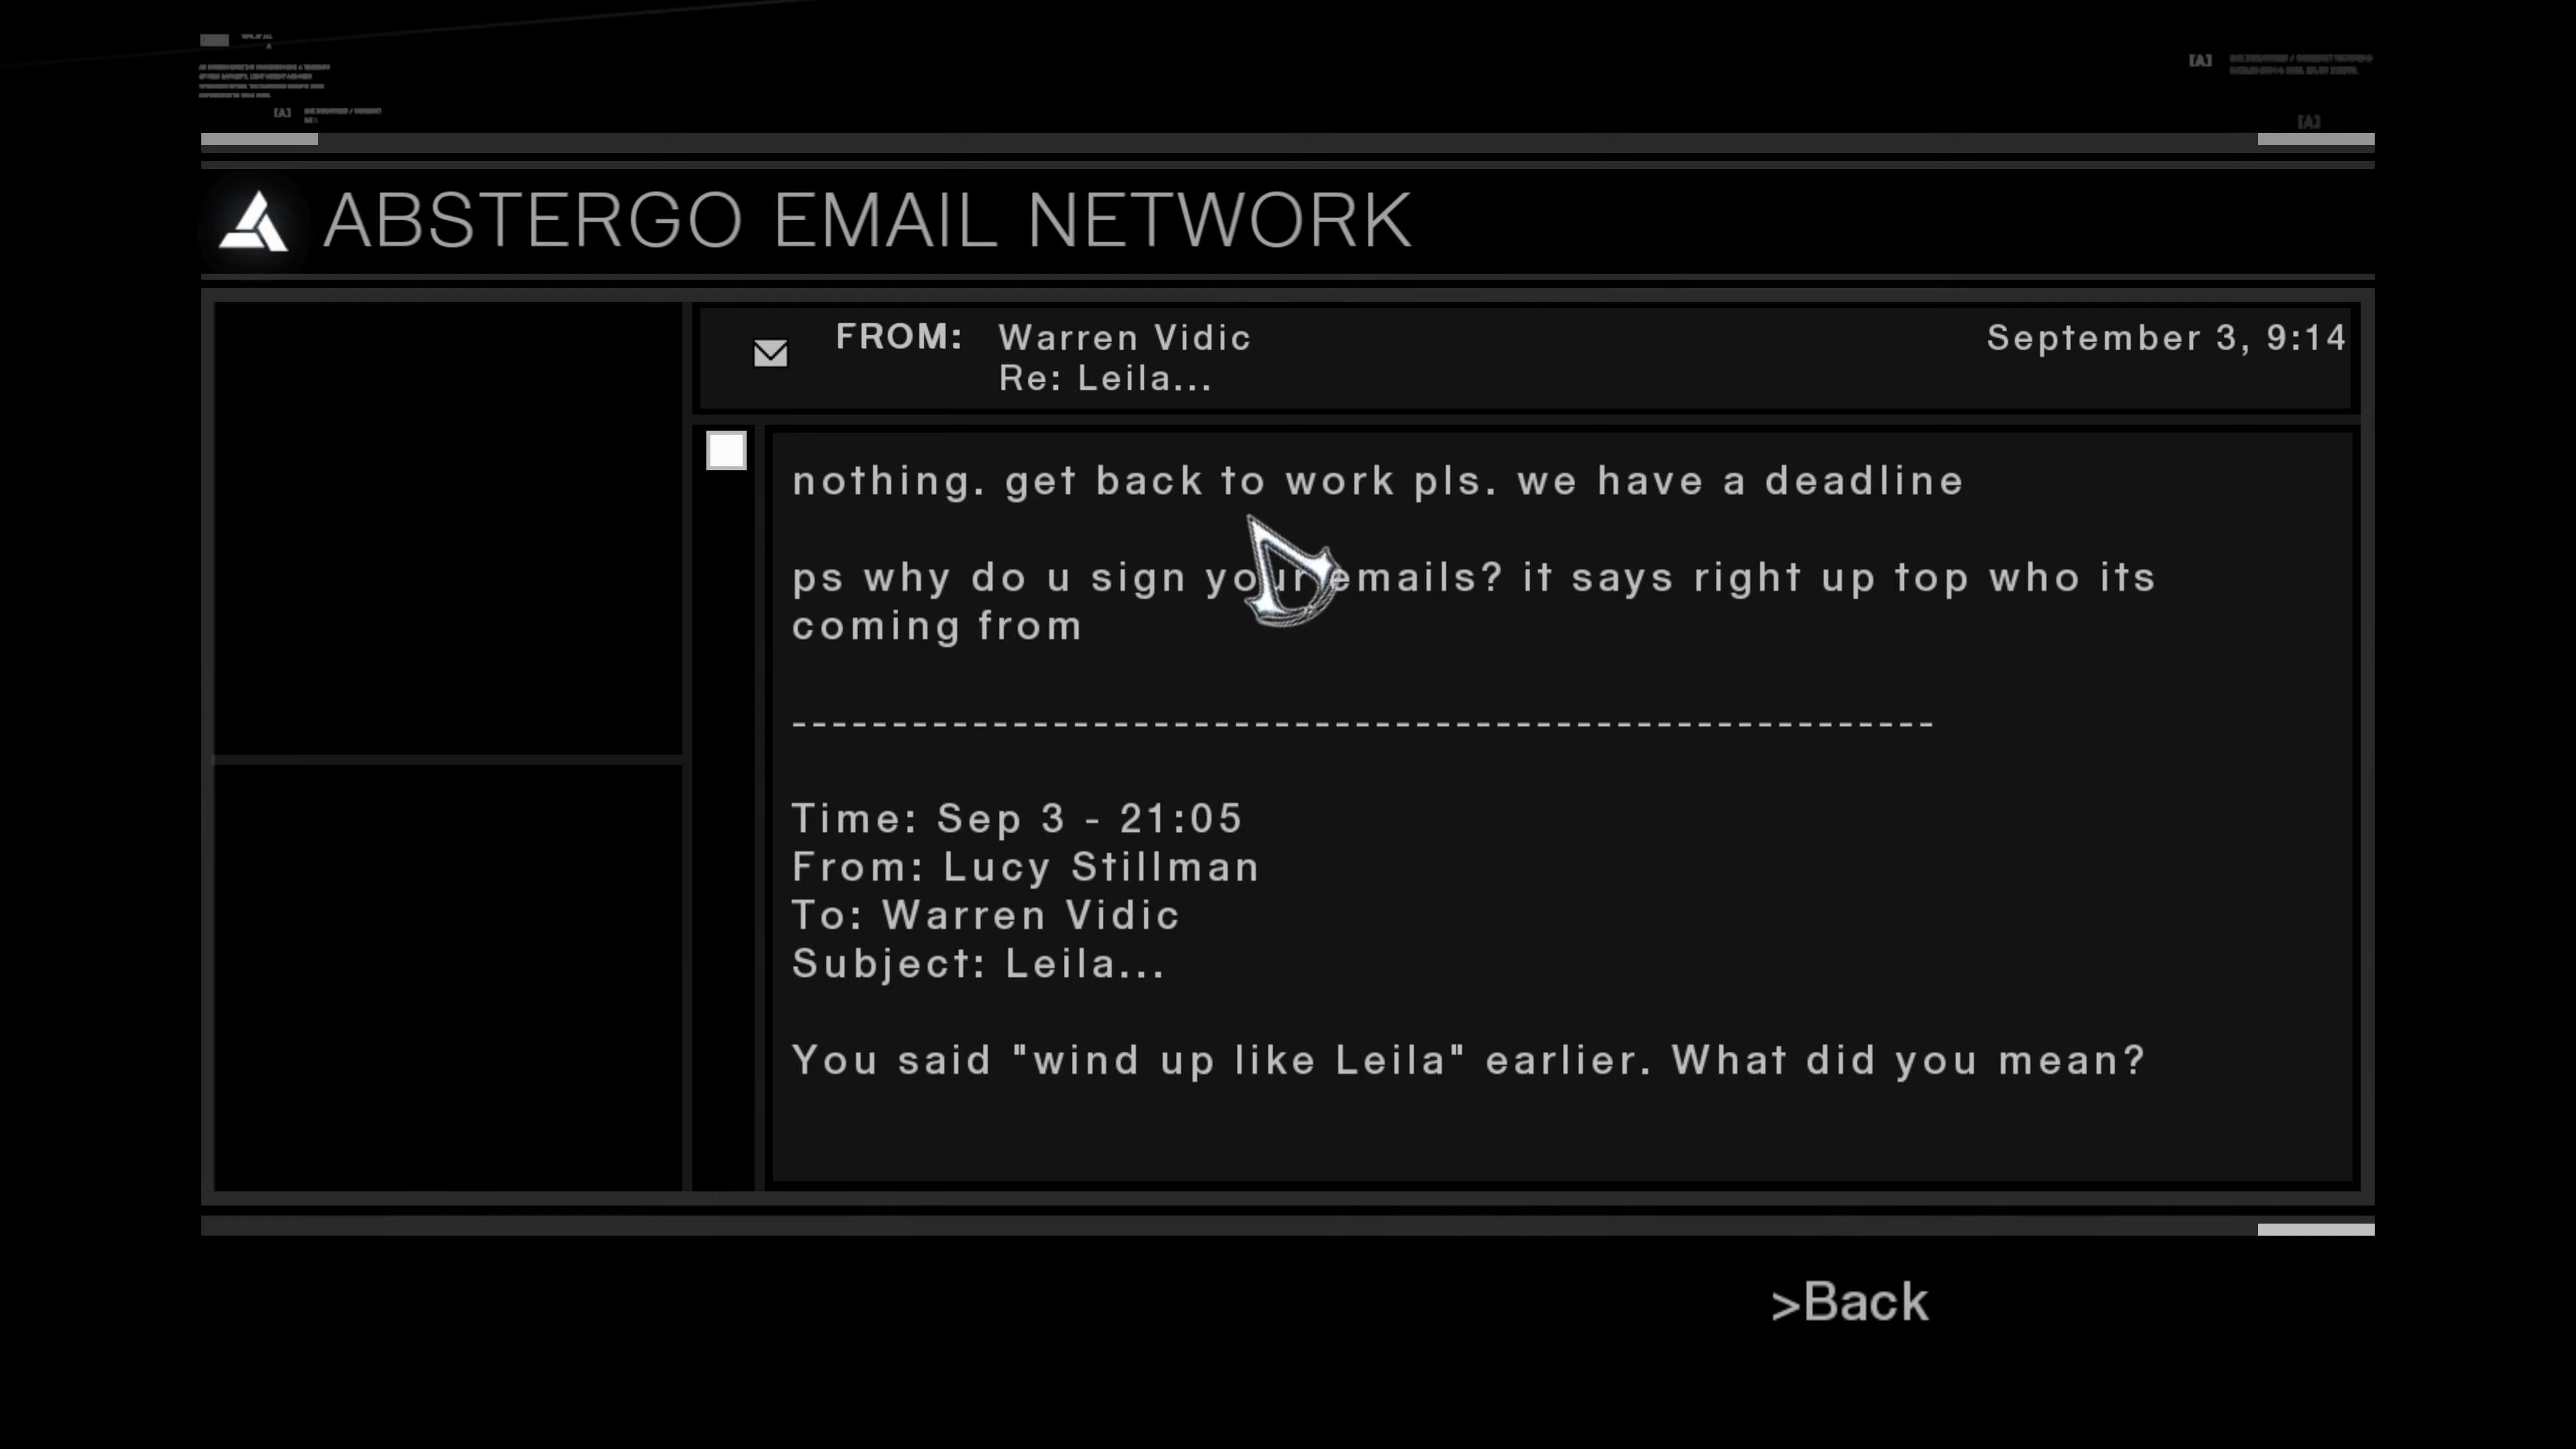 [A]
[A]
[A]
ABSTERGO EMAIL NETWORK
FROM: Warren Vidic September 3, 9:14
Re: Leila...
nothing. get back to work pls. we have a deadline
ps why do u sign your emails? it says right up top who its
coming from
---------------------------------------------------------
Time: Sep 3 - 21:05
From: Lucy Stillman
To: Warren Vidic
Subject: Leila...
You said "wind up like Leila" earlier. What did you mean?
>Back